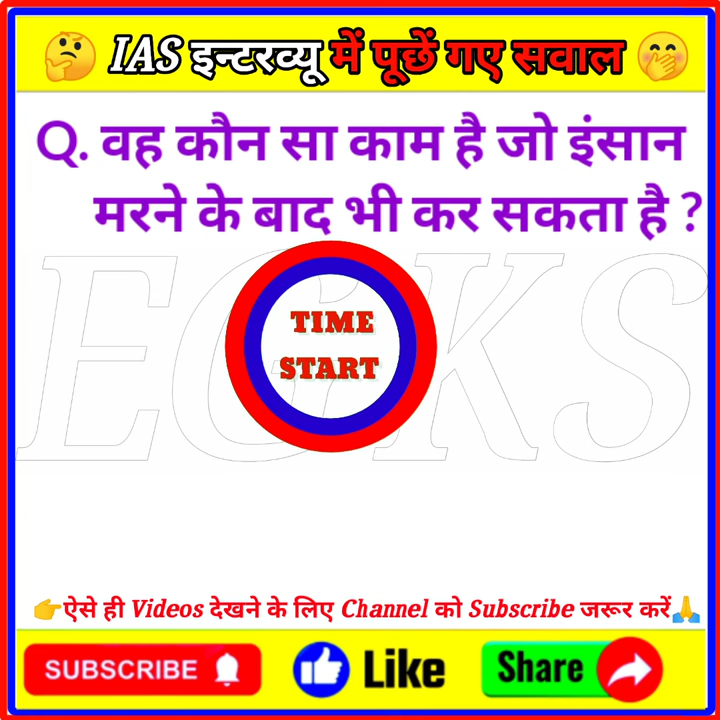 IAS इन्टरव्यू में पूछें गए सवाल
Q. वह कौन सा काम है जो इंसान
मरने के बाद भी कर सकता है ?
EGKS
TIME
START
ऐसे ही Videos देखने के लिए Channel को Subscribe जरूर करें
SUBSCRIBE Like Share